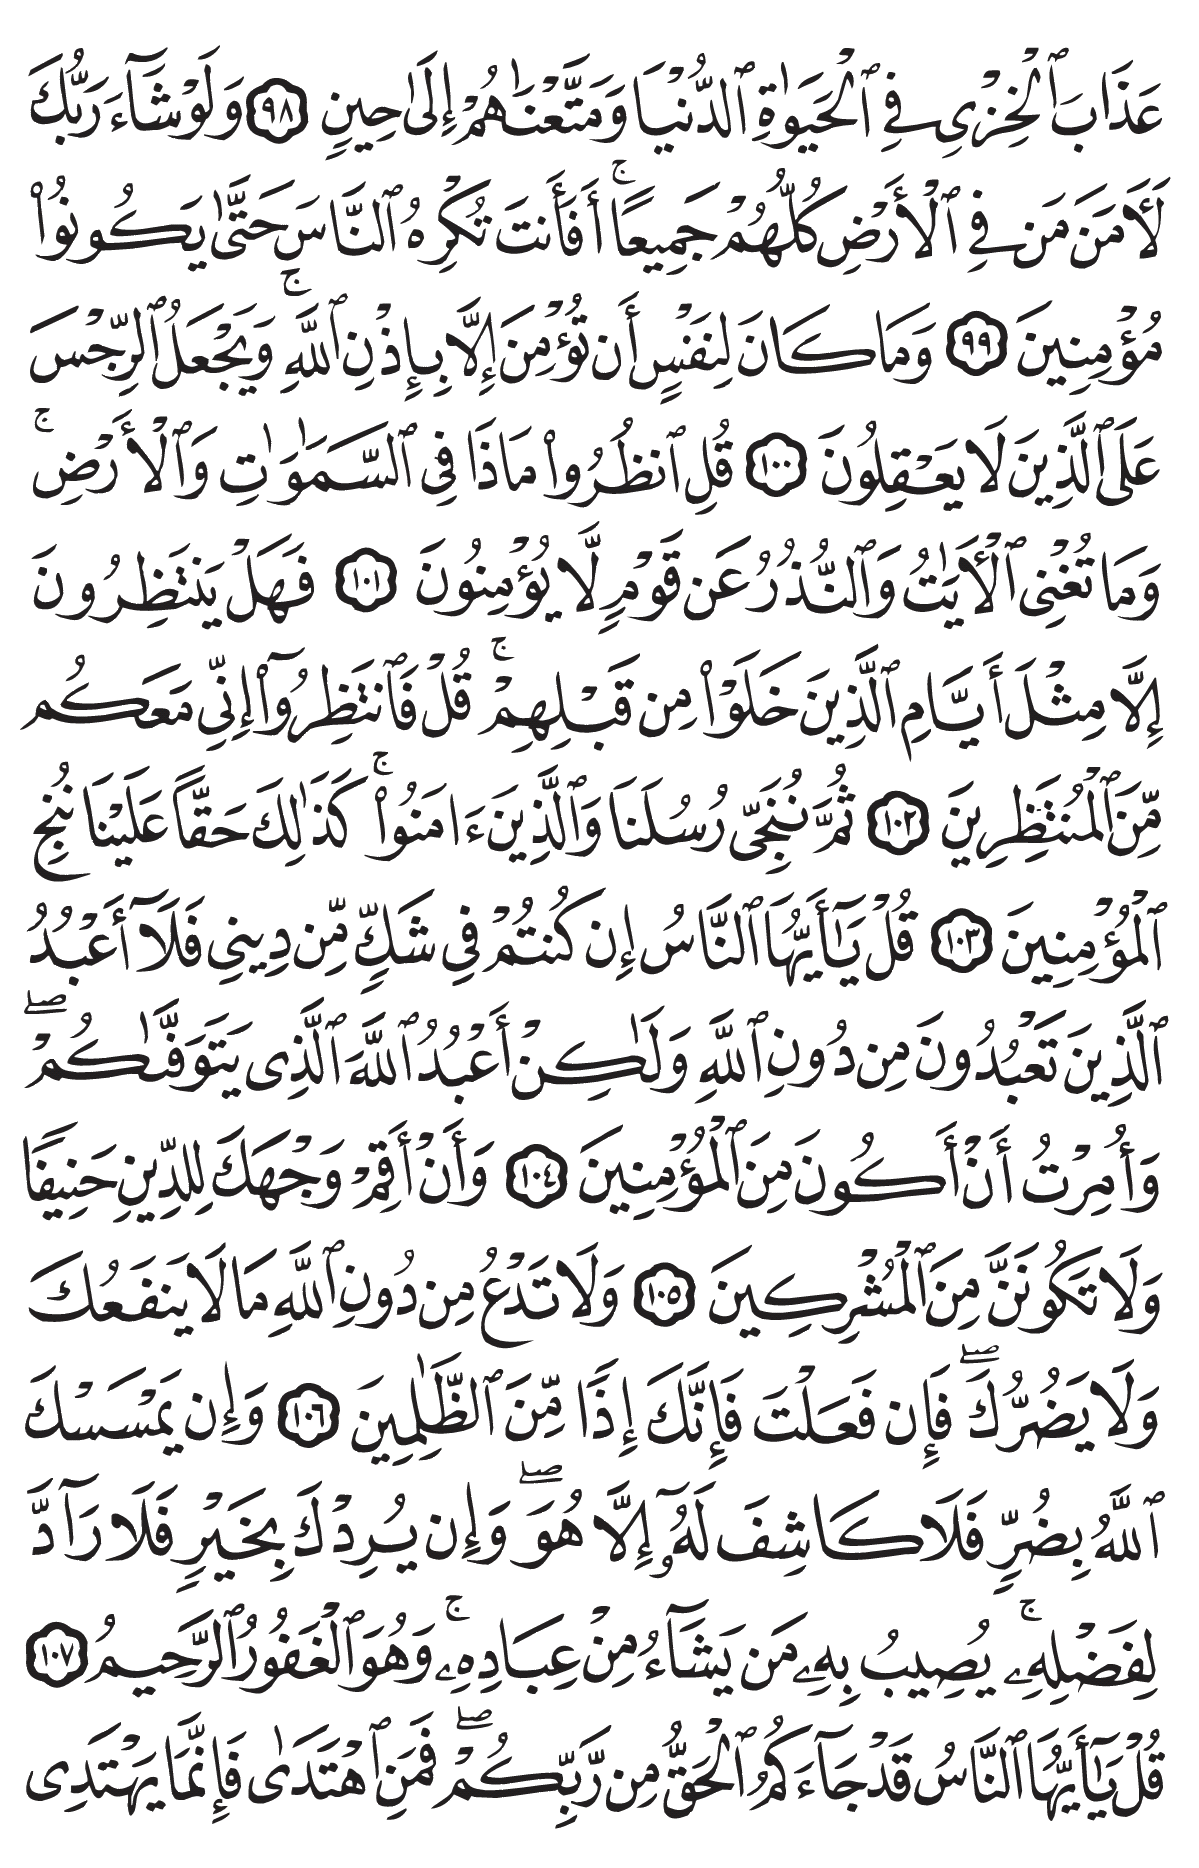 عَذَابَ ٱلْخِزْىِ فِى ٱلْحَيَوٰةِ ٱلدُّنْيَا وَمَتَّعْنَٰهُمْ إِلَىٰ حِينٍ ٩٨ وَلَوْ شَآءَ رَبُّكَ
لَءَامَنَ مَن فِى ٱلْأَرْضِ كُلُّهُمْ جَمِيعًا ۚ أَفَأَنتَ تُكْرِهُ ٱلنَّاسَ حَتَّىٰ يَكُونُوا۟
مُؤْمِنِينَ ٩٩ وَمَا كَانَ لِنَفْسٍ أَن تُؤْمِنَ إِلَّا بِإِذْنِ ٱللَّهِ ۚ وَيَجْعَلُ ٱلرِّجْسَ
عَلَى ٱلَّذِينَ لَا يَعْقِلُونَ ١٠٠ قُلِ ٱنظُرُوا۟ مَاذَا فِى ٱلسَّمَٰوَٰتِ وَٱلْأَرْضِ ۚ
وَمَا تُغْنِى ٱلْءَايَٰتُ وَٱلنُّذُرُ عَن قَوْمٍ لَّا يُؤْمِنُونَ ١٠١ فَهَلْ يَنتَظِرُونَ
إِلَّا مِثْلَ أَيَّامِ ٱلَّذِينَ خَلَوْا۟ مِن قَبْلِهِمْ ۚ قُلْ فَٱنتَظِرُوٓا۟ إِنِّى مَعَكُم
مِّنَ ٱلْمُنتَظِرِينَ ١٠٢ ثُمَّ نُنَجِّى رُسُلَنَا وَٱلَّذِينَ ءَامَنُوا۟ ۚ كَذَٰلِكَ حَقًّا عَلَيْنَا نُنجِ
ٱلْمُؤْمِنِينَ ١٠٣ قُلْ يَٰٓأَيُّهَا ٱلنَّاسُ إِن كُنتُمْ فِى شَكٍّ مِّن دِينِى فَلَآ أَعْبُدُ
ٱلَّذِينَ تَعْبُدُونَ مِن دُونِ ٱللَّهِ وَلَٰكِنْ أَعْبُدُ ٱللَّهَ ٱلَّذِى يَتَوَفَّىٰكُمْ ۖ
وَأُمِرْتُ أَنْ أَكُونَ مِنَ ٱلْمُؤْمِنِينَ ١٠٤ وَأَنْ أَقِمْ وَجْهَكَ لِلدِّينِ حَنِيفًا
وَلَا تَكُونَنَّ مِنَ ٱلْمُشْرِكِينَ ١٠٥ وَلَا تَدْعُ مِن دُونِ ٱللَّهِ مَا لَا يَنفَعُكَ
وَلَا يَضُرُّكَ ۖ فَإِن فَعَلْتَ فَإِنَّكَ إِذًا مِّنَ ٱلظَّٰلِمِينَ ١٠٦ وَإِن يَمْسَسْكَ
ٱللَّهُ بِضُرٍّ فَلَا كَاشِفَ لَهُۥٓ إِلَّا هُوَ ۖ وَإِن يُرِدْكَ بِخَيْرٍ فَلَا رَآدَّ
لِفَضْلِهِۦ ۚ يُصِيبُ بِهِۦ مَن يَشَآءُ مِنْ عِبَادِهِۦ ۚ وَهُوَ ٱلْغَفُورُ ٱلرَّحِيمُ ١٠٧
قُلْ يَٰٓأَيُّهَا ٱلنَّاسُ قَدْ جَآءَكُمُ ٱلْحَقُّ مِن رَّبِّكُمْ ۖ فَمَنِ ٱهْتَدَىٰ فَإِنَّمَا يَهْتَدِى